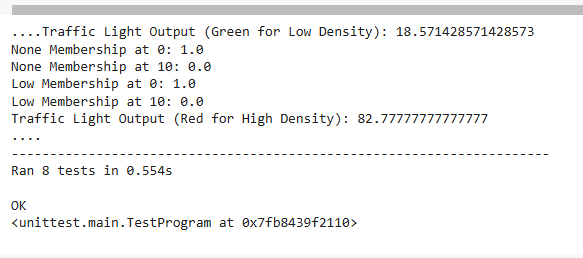 ....Traffic Light Output (Green for Low Density): 18.571428571428573
None Membership at 0: 1.0
None Membership at 10: 0.0
Low Membership at 0: 1.0
Low Membership at 10: 0.0
Traffic Light Output (Red for High Density): 82.77777777777777
....
----------------------------------------------------------------------
Ran 8 tests in 0.554s
OK
<unittest.main.TestProgram at 0x7fb8439f2110>